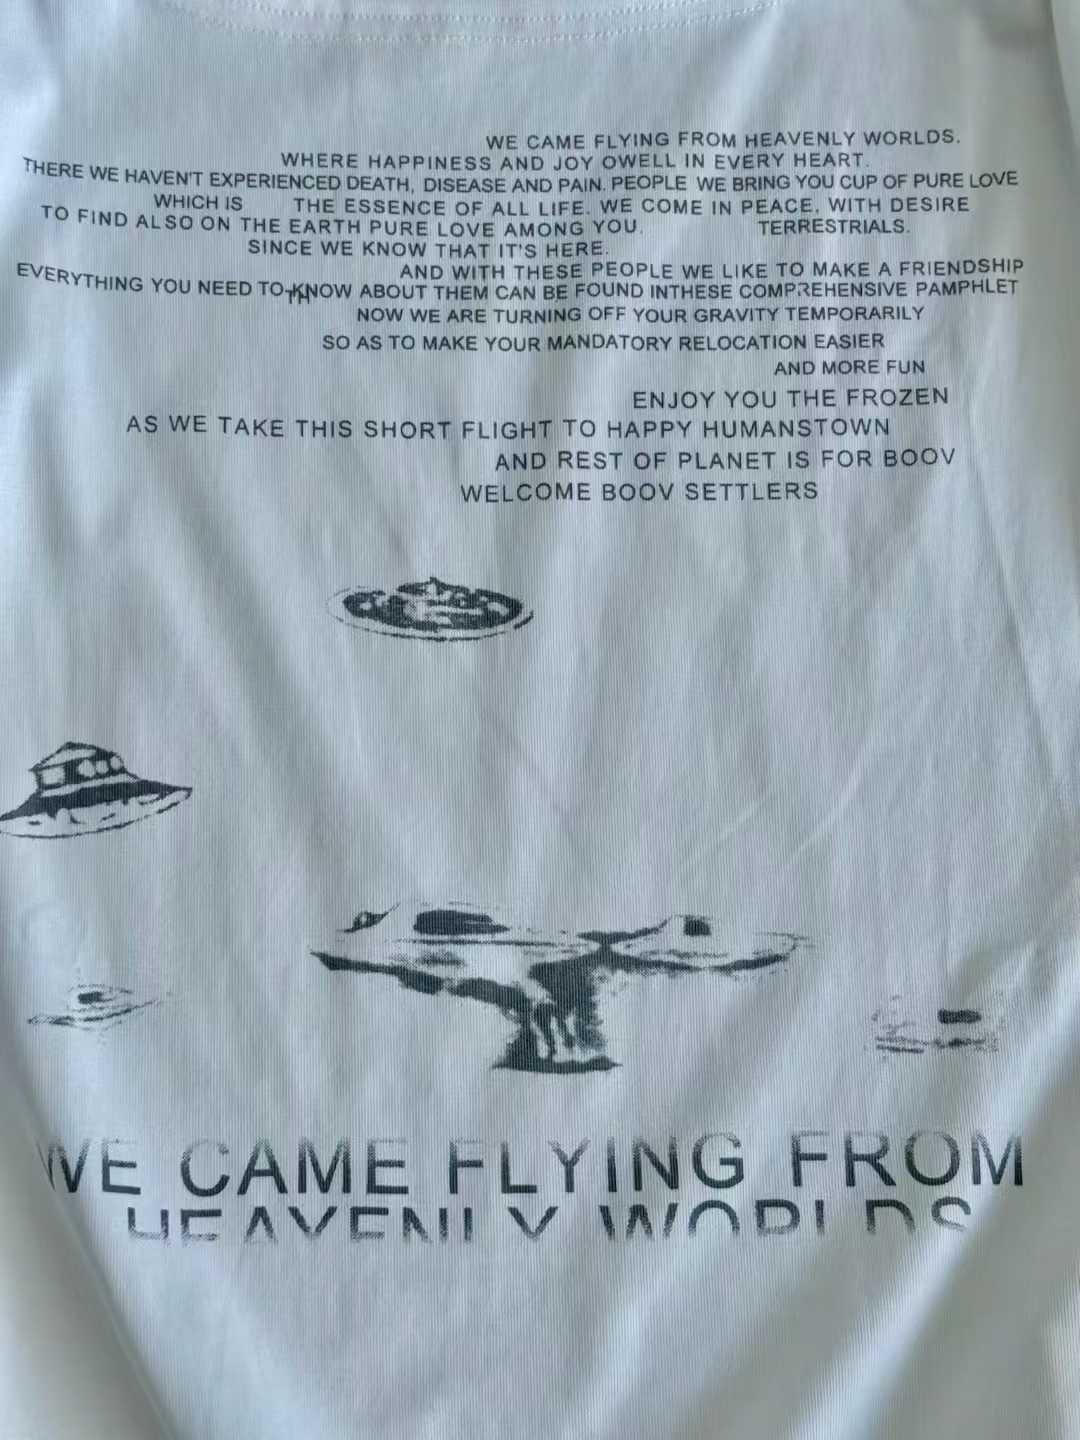 WE CAME FLYING FROM HEAVENLY WORLDS.
WHERE HAPPINESS AND JOY OWELL IN EVERY HEART.
THERE WE HAVEN'T EXPERIENCED DEATH, DISEASE AND PAIN. PEOPLE WE BRING YOU CUP OF PURE LOVE
WHICH IS THE ESSENCE OF ALL LIFE. WE COME IN PEACE, WITH DESIRE
TO FIND ALSO ON THE EARTH PURE LOVE AMONG YOU. TERRESTRIALS.
SINCE WE KNOW THAT IT'S HERE.
AND WITH THESE PEOPLE WE LIKE TO MAKE A FRIENDSHIP
EVERYTHING YOU NEED TO KNOW ABOUT THEM CAN BE FOUND INTHESE COMPREHENSIVE PAMPHLET
NOW WE ARE TURNING OFF YOUR GRAVITY TEMPORARILY
SO AS TO MAKE YOUR MANDATORY RELOCATION EASIER
AND MORE FUN
ENJOY YOU THE FROZEN
AS WE TAKE THIS SHORT FLIGHT TO HAPPY HUMANSTOWN
AND REST OF PLANET IS FOR BOOV
WELCOME BOOV SETTLERS
WE CAME FLYING FROM
HEAVENLY WORLDS